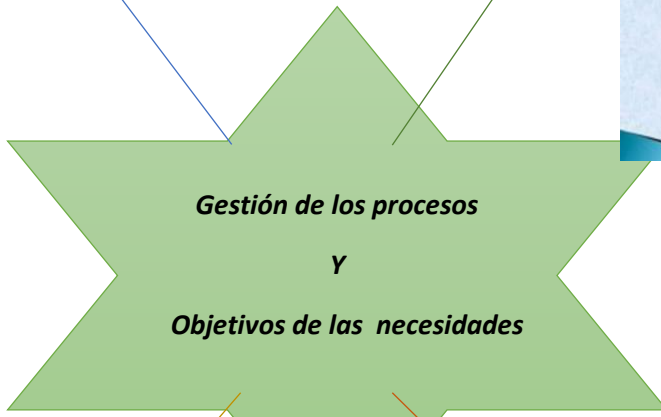 Gestión de los procesos
Y
Objetivos de las necesidades